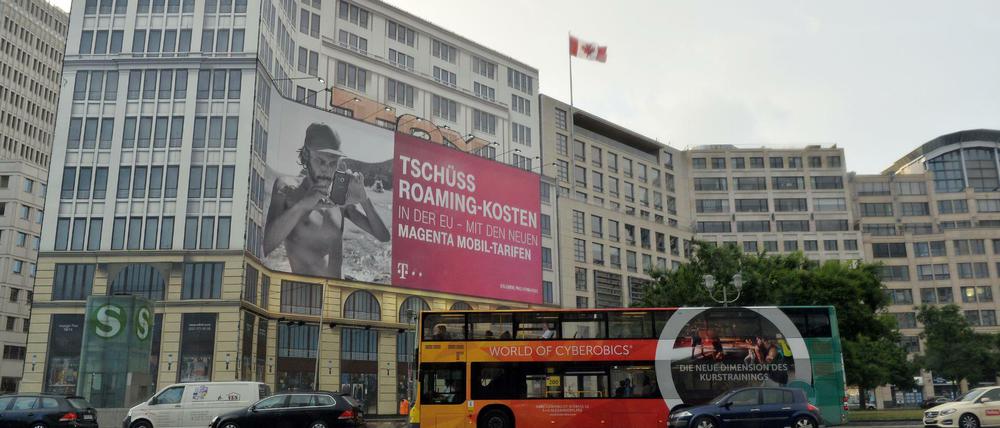 TSCHÜSS
ROAMING-KOSTEN
IN DER EU – MIT DEN NEUEN
MAGENTA MOBIL-TARIFEN
T
S S
WORLD OF CYBEROBICS®
200
DIE NEUE DIMENSION DES
KURSTRAININGS